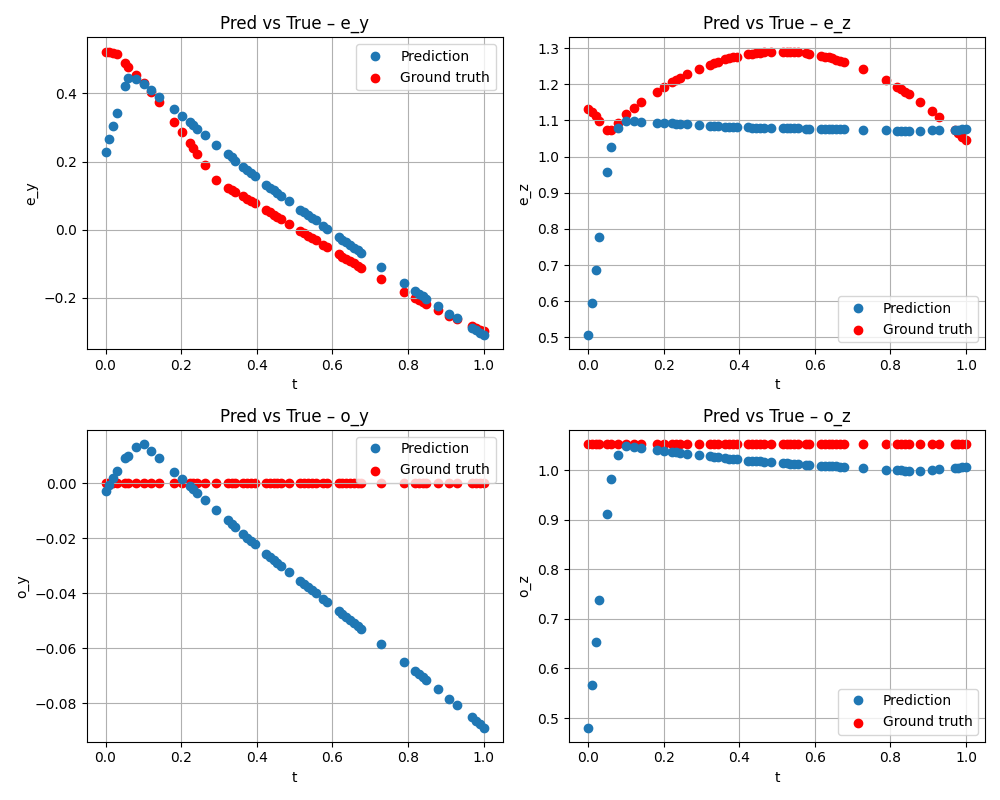 Pred vs True – e_y
Prediction
Ground truth
0.4
0.2
0.0
−0.2
e_y
0.0 0.2 0.4 0.6 0.8 1.0
t
Pred vs True – e_z
1.3
1.2
1.1
1.0
0.9
0.8
0.7
0.6
0.5
e_z
Prediction
Ground truth
0.0 0.2 0.4 0.6 0.8 1.0
t
Pred vs True – o_y
Prediction
Ground truth
0.00
−0.02
−0.04
−0.06
−0.08
o_y
0.0 0.2 0.4 0.6 0.8 1.0
t
Pred vs True – o_z
1.0
0.9
0.8
0.7
0.6
0.5
o_z
Prediction
Ground truth
0.0 0.2 0.4 0.6 0.8 1.0
t